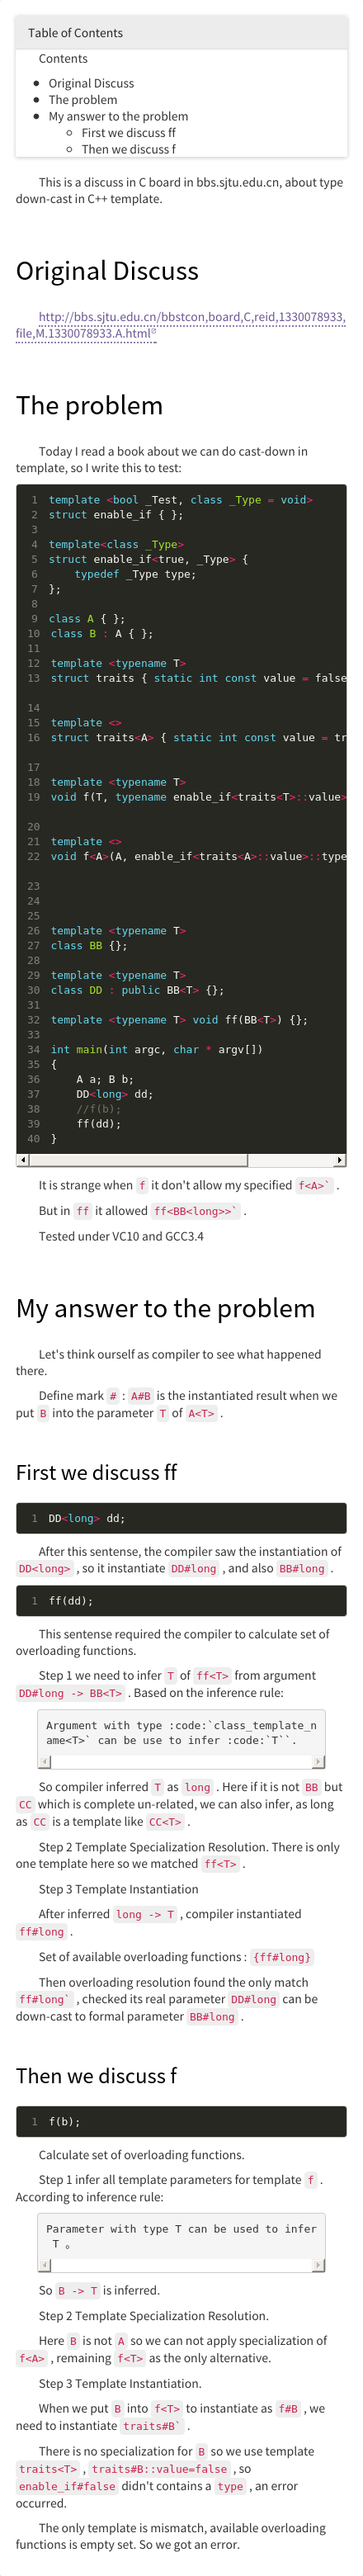 Table of Contents
Contents
Original Discuss
The problem
My answer to the problem
First we discuss ff
Then we discuss f
This is a discuss in C board in bbs.sjtu.edu.cn, about type
down-cast in C++ template.
Original Discuss
http://bbs.sjtu.edu.cn/bbstcon,board,C,reid,1330078933,
file,M.1330078933.A.html
The problem
Today I read a book about we can do cast-down in
template, so I write this to test:
1 template <bool _Test, class _Type = void>
2 struct enable_if { };
3
4 template<class _Type>
5 struct enable_if<true, _Type> {
6     typedef _Type type;
7 };
8
9 class A { };
10 class B : A { };
11
12 template <typename T>
13 struct traits { static int const value = false
14
15 template <>
16 struct traits<A> { static int const value = tr
17
18 template <typename T>
19 void f(T, typename enable_if<traits<T>::value>
20
21 template <>
22 void f<A>(A, enable_if<traits<A>::value>::type
23
24
25
26 template <typename T>
27 class BB {};
28
29 template <typename T>
30 class DD : public BB<T> {};
31
32 template <typename T> void ff(BB<T>) {};
33
34 int main(int argc, char * argv[])
35 {
36     A a; B b;
37     DD<long> dd;
38     //f(b);
39     ff(dd);
40 }
It is strange when f it don't allow my specified f<A>` .
But in ff it allowed ff<BB<long>>` .
Tested under VC10 and GCC3.4
My answer to the problem
Let's think ourself as compiler to see what happened
there.
Define mark # : A#B is the instantiated result when we
put B into the parameter T of A<T> .
First we discuss ff
1 DD<long> dd;
After this sentence, the compiler saw the instantiation of
DD<long> , so it instantiate DD#long , and also BB#long .
1 ff(dd);
This sentence required the compiler to calculate set of
overloading functions.
Step 1 we need to infer T of ff<T> from argument
DD#long -> BB<T> . Based on the inference rule:
Argument with type :code:`class_template_n
ame<T>` can be use to infer :code:`T``.
So compiler inferred T as long . Here if it is not BB but
CC which is complete un-related, we can also infer, as long
as CC is a template like CC<T> .
Step 2 Template Specialization Resolution. There is only
one template here so we matched ff<T> .
Step 3 Template Instantiation
After inferred long -> T , compiler instantiated
ff#long .
Set of available overloading functions : {ff#long}
Then overloading resolution found the only match
ff#long` , checked its real parameter DD#long can be
down-cast to formal parameter BB#long .
Then we discuss f
1 f(b);
Calculate set of overloading functions.
Step 1 infer all template parameters for template f .
According to inference rule:
Parameter with type T can be used to infer
T 。
So B -> T is inferred.
Step 2 Template Specialization Resolution.
Here B is not A so we can not apply specialization of
f<A> , remaining f<T> as the only alternative.
Step 3 Template Instantiation.
When we put B into f<T> to instantiate as f#B , we
need to instantiate traits#B` .
There is no specialization for B so we use template
traits<T> , traits#B::value=false , so
enable_if#false didn't contains a type , an error
occurred.
The only template is mismatch, available overloading
functions is empty set. So we got an error.